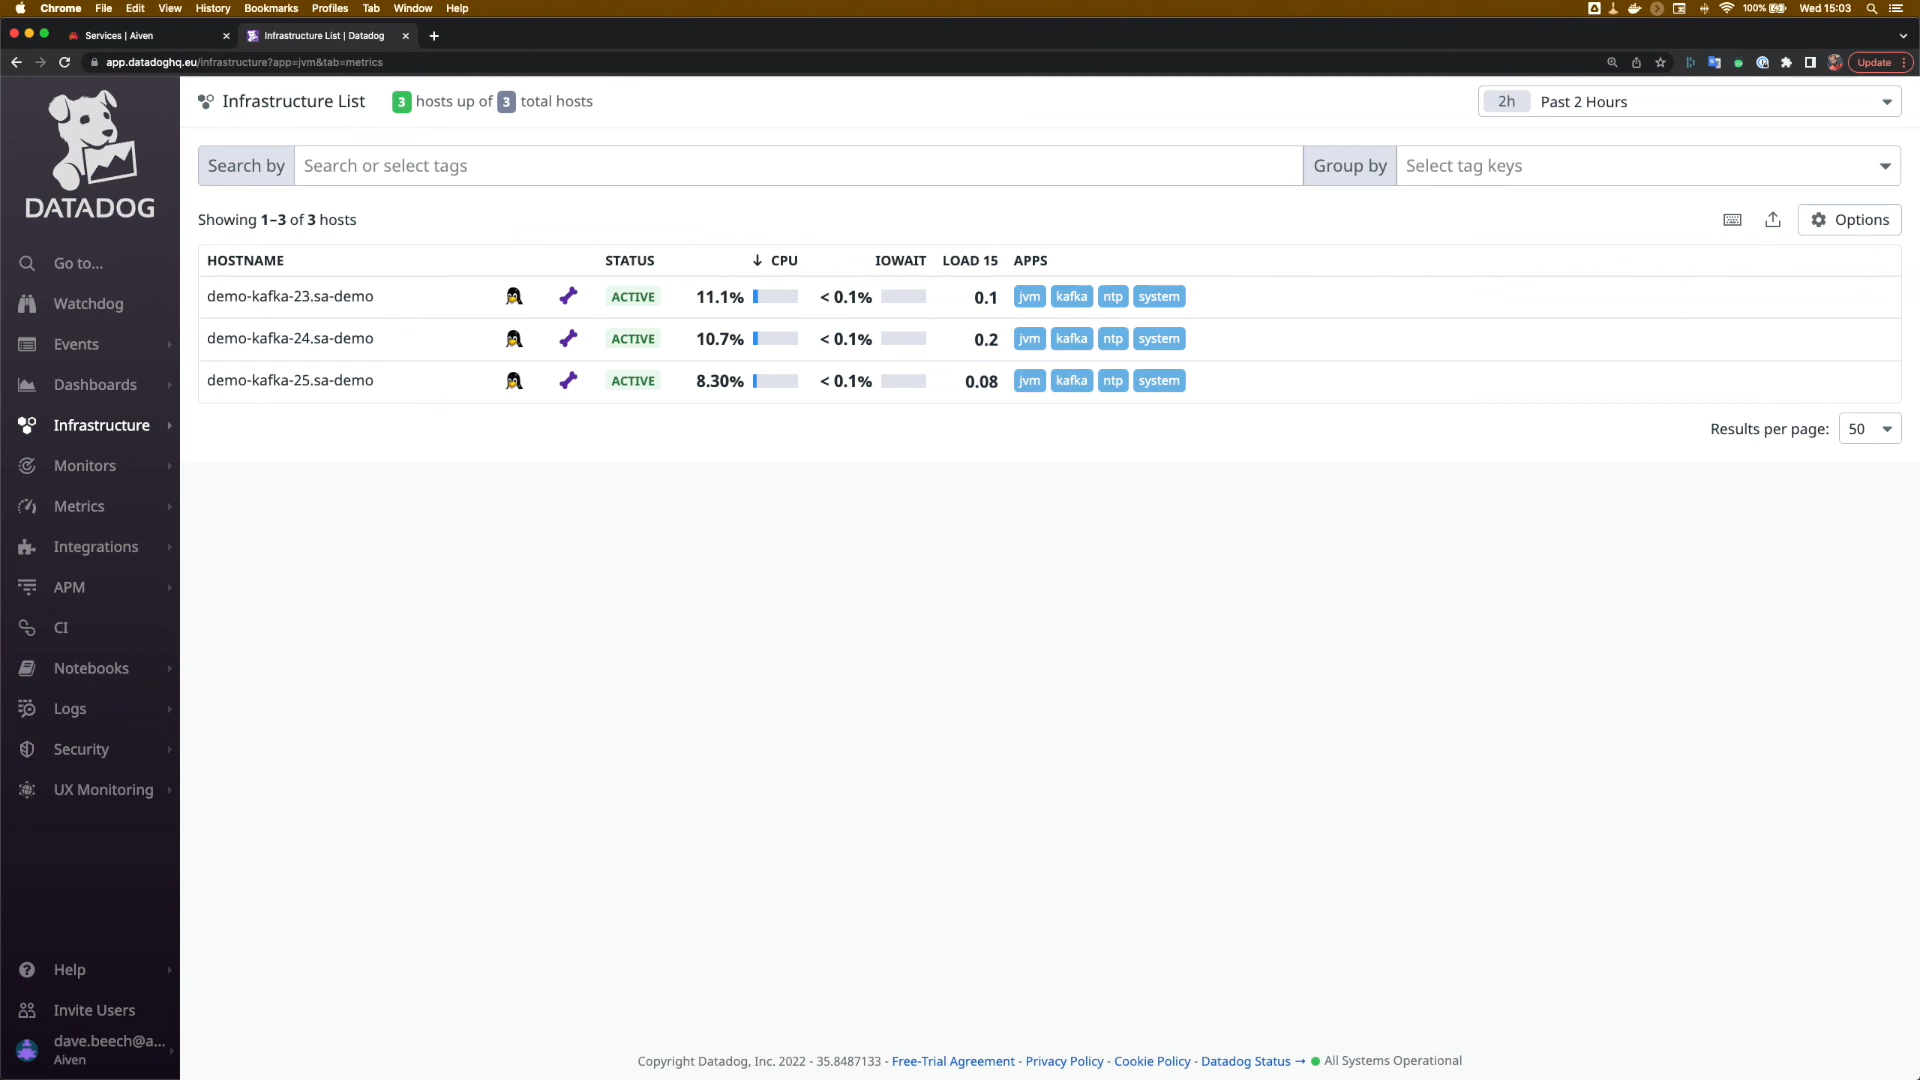 Chrome File Edit View History Bookmarks Profiles Tab Window Help 100% Wed 15:03
Services | Aiven
Infrastructure List | Datadog
app.datadoghq.eu/infrastructure?app=jvm&tab=metrics
Update
DATADOG
Go to...
Watchdog
Events
Dashboards
Infrastructure
Monitors
Metrics
Integrations
APM
CI
Notebooks
Logs
Security
UX Monitoring
Help
Invite Users
dave.beech@a...
Aiven
Infrastructure List 3 hosts up of 3 total hosts
2h Past 2 Hours
Search by Search or select tags Group by Select tag keys
Showing 1–3 of 3 hosts
Options
HOSTNAME STATUS ↓ CPU IOWAIT LOAD 15 APPS
demo-kafka-23.sa-demo ACTIVE 11.1% < 0.1% 0.1 jvm kafka ntp system
demo-kafka-24.sa-demo ACTIVE 10.7% < 0.1% 0.2 jvm kafka ntp system
demo-kafka-25.sa-demo ACTIVE 8.30% < 0.1% 0.08 jvm kafka ntp system
Results per page: 50
Copyright Datadog, Inc. 2022 - 35.8487133 - Free-Trial Agreement - Privacy Policy - Cookie Policy - Datadog Status → All Systems Operational